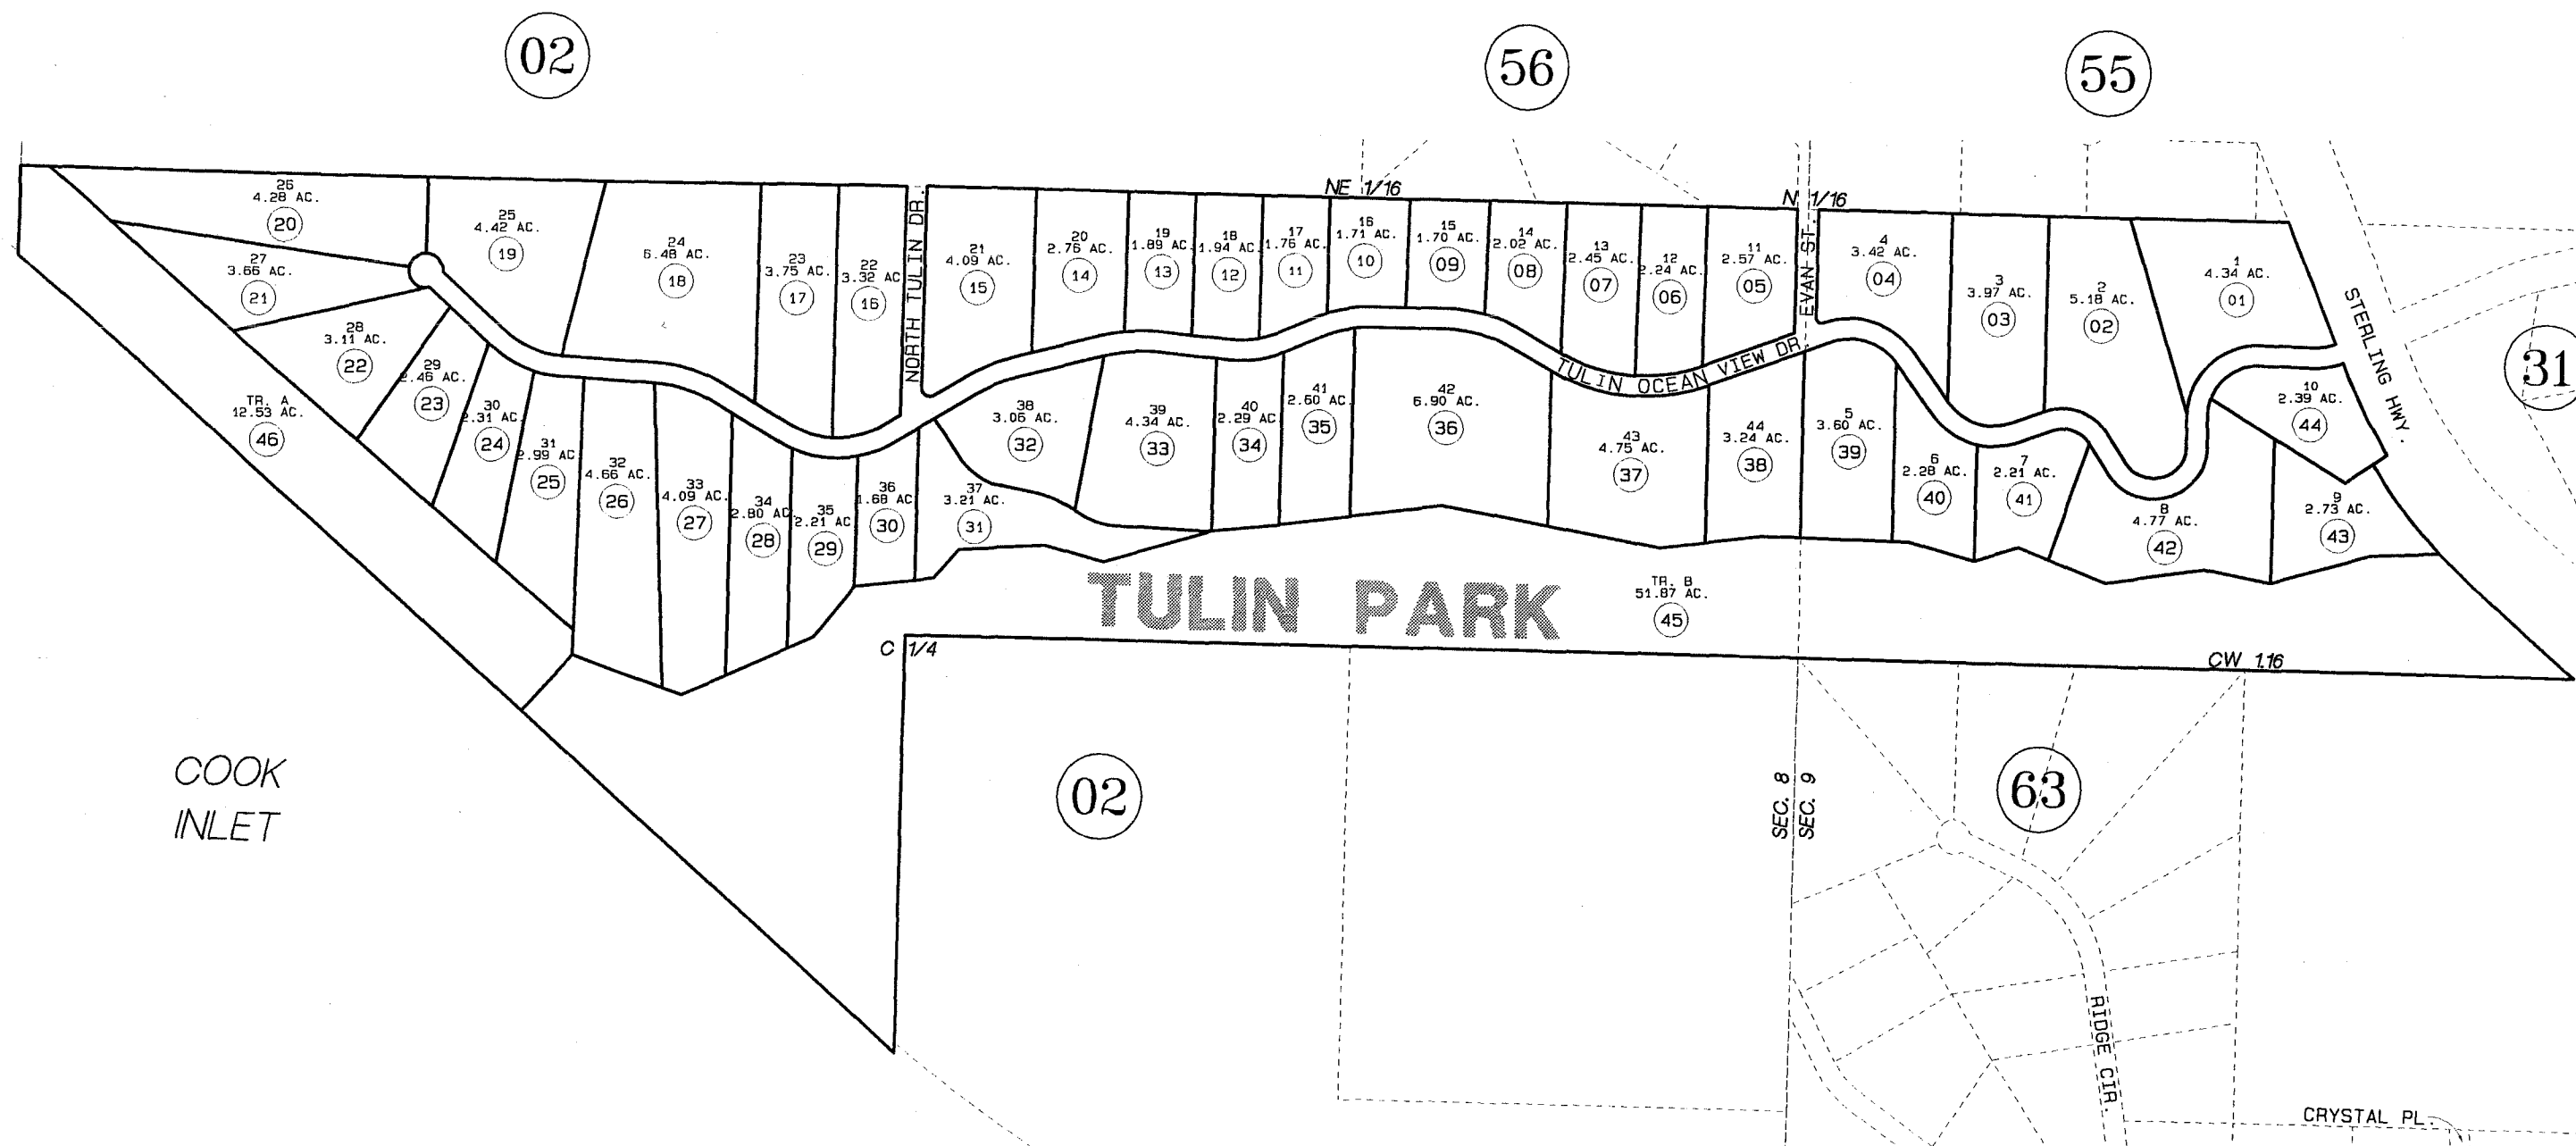 02
56
55
NE 1/16
N 1/16
26
4.28 AC.
20
25
4.42 AC.
19
24
6.48 AC.
18
23
3.75 AC.
17
22
3.32 AC
16
NORTH TULIN DR.
21
4.09 AC.
15
20
2.76 AC.
14
19
1.89 AC.
13
18
1.94 AC.
12
17
1.76 AC.
11
16
1.71 AC.
10
15
1.70 AC.
09
14
2.02 AC.
08
13
2.45 AC.
07
12
2.24 AC.
06
11
2.57 AC.
05
EVAN ST.
4
3.42 AC.
04
3
3.97 AC.
03
2
5.18 AC.
02
1
4.34 AC.
01
STERLING HWY.
31
27
3.66 AC.
21
28
3.11 AC.
22
29
2.46 AC.
23
30
2.31 AC.
24
31
2.99 AC
25
32
4.66 AC.
26
33
4.09 AC.
27
34
2.80 AC.
28
35
2.21 AC
29
36
1.68 AC
30
37
3.21 AC.
31
38
3.06 AC.
32
39
4.34 AC.
33
40
2.29 AC
34
41
2.60 AC.
35
42
6.90 AC.
36
TULIN OCEAN VIEW DR.
43
4.75 AC.
37
44
3.24 AC.
38
5
3.60 AC.
39
6
2.28 AC.
40
7
2.21 AC.
41
8
4.77 AC.
42
9
2.73 AC.
43
10
2.39 AC.
44
TR. A
12.53 AC.
46
TULIN PARK
TR. B
51.87 AC.
45
C 1/4
CW 1.16
COOK
INLET
02
SEC. 8
SEC. 9
63
RIDGE CIR.
CRYSTAL PL.